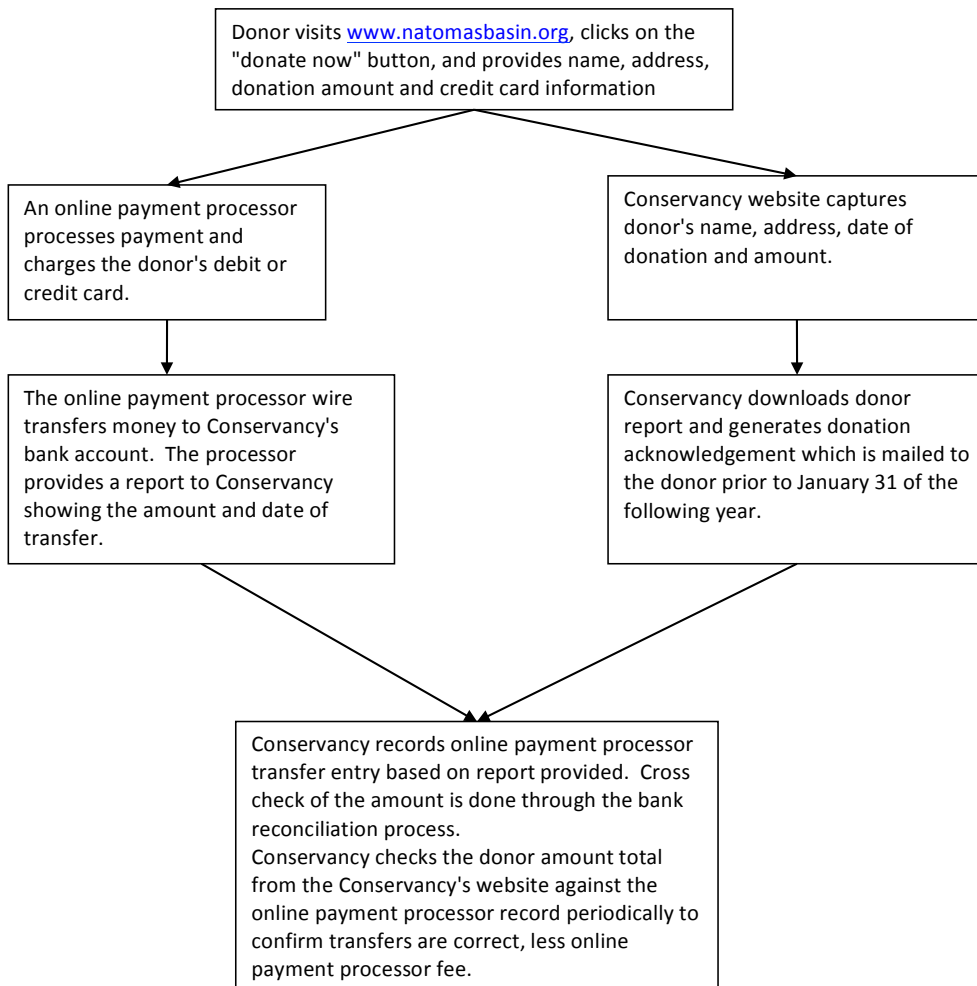 Donor visits www.natomasbasin.org, clicks on the
"donate now" button, and provides name, address,
donation amount and credit card information
An online payment processor
processes payment and
charges the donor's debit or
credit card.
Conservancy website captures
donor's name, address, date of
donation and amount.
The online payment processor wire
transfers money to Conservancy's
bank account.  The processor
provides a report to Conservancy
showing the amount and date of
transfer.
Conservancy downloads donor
report and generates donation
acknowledgement which is mailed to
the donor prior to January 31 of the
following year.
Conservancy records online payment processor
transfer entry based on report provided.  Cross
check of the amount is done through the bank
reconciliation process.
Conservancy checks the donor amount total
from the Conservancy's website against the
online payment processor record periodically to
confirm transfers are correct, less online
payment processor fee.